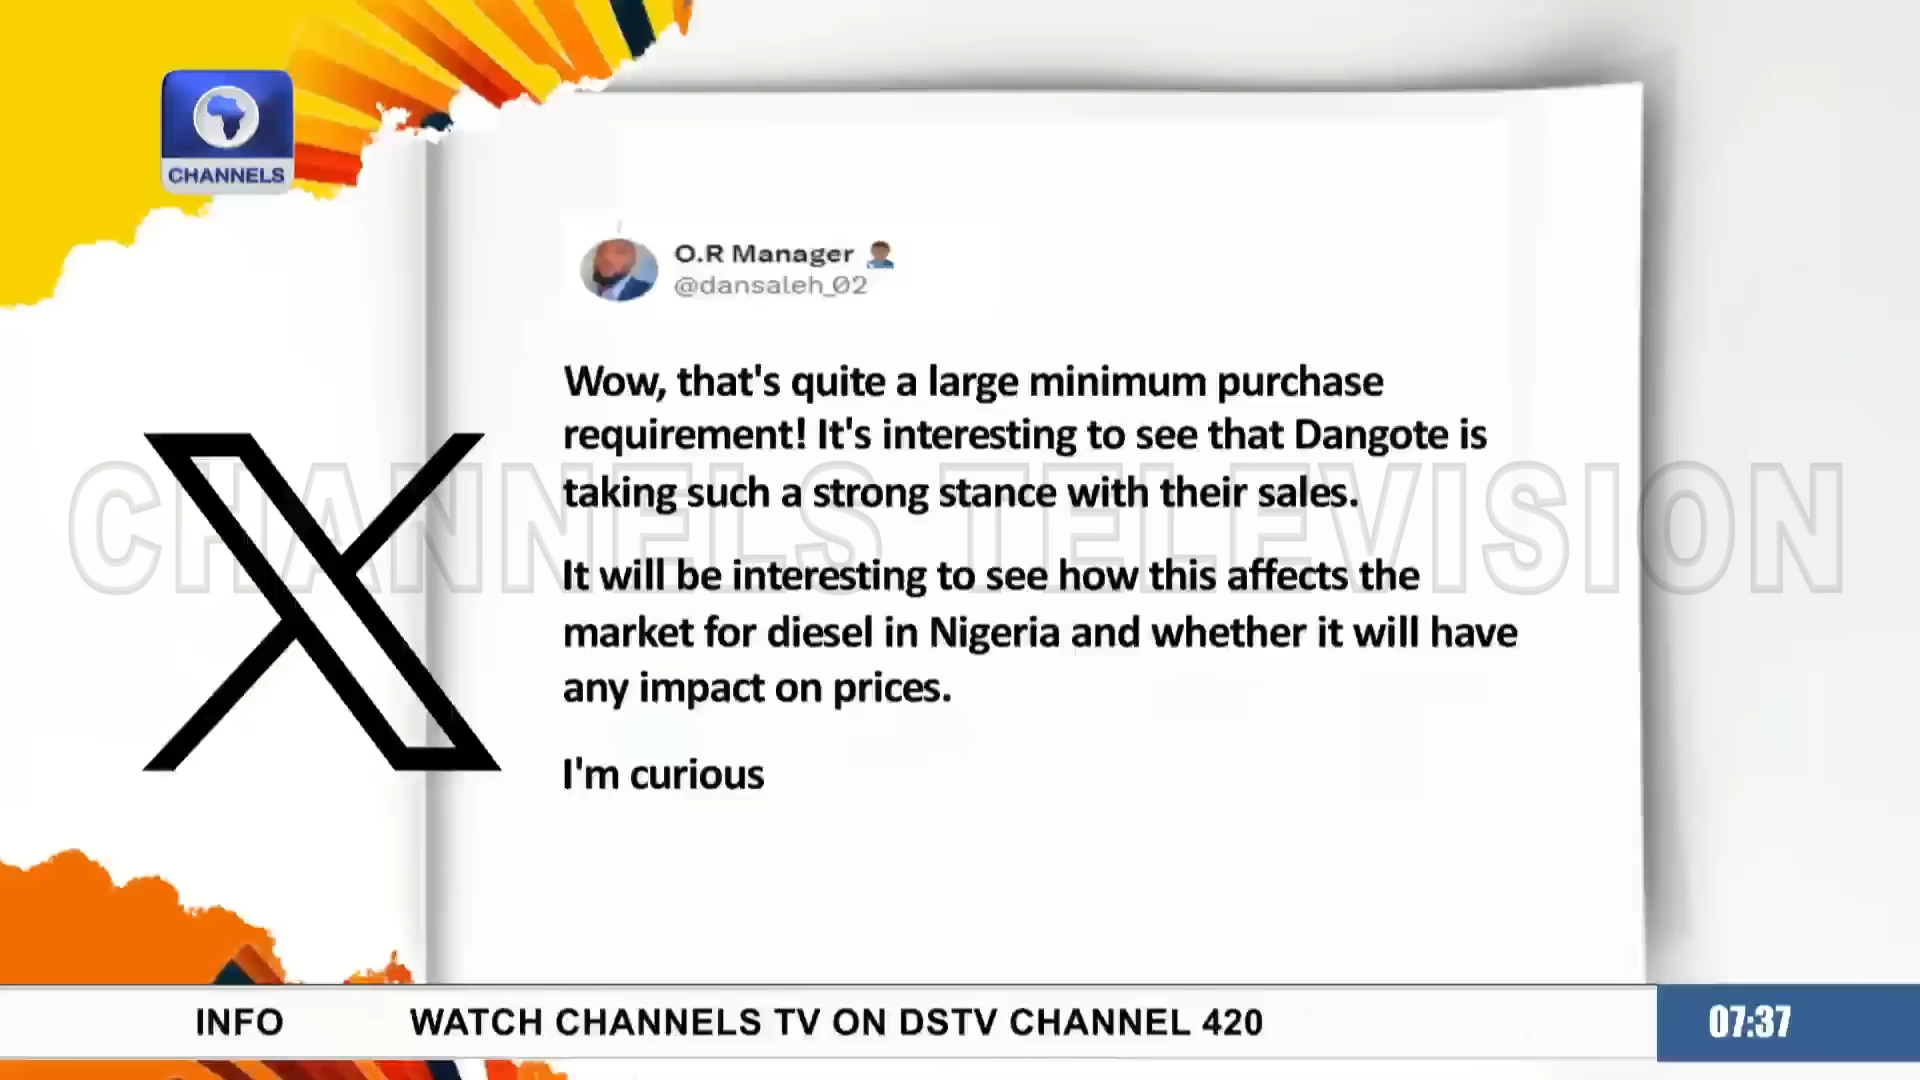 CHANNELS
O.R Manager
@dansaleh_02
Wow, that's quite a large minimum purchase
requirement! It's interesting to see that Dangote is
taking such a strong stance with their sales.
CHANNELS TELEVISION
It will be interesting to see how this affects the
market for diesel in Nigeria and whether it will have
any impact on prices.
I'm curious
INFO WATCH CHANNELS TV ON DSTV CHANNEL 420 07:37